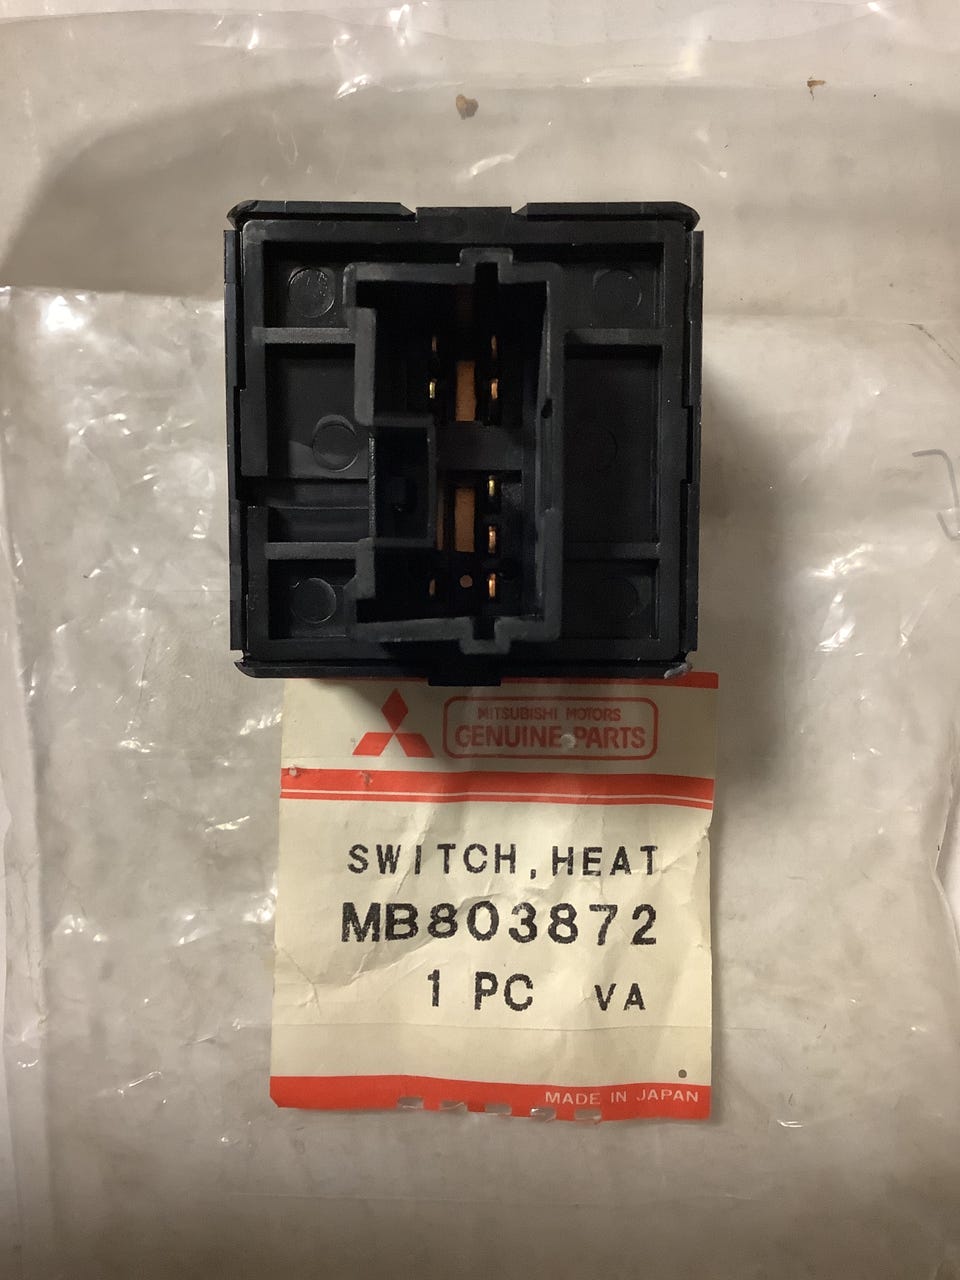 MITSUBISHI MOTORS
GENUINE PARTS
SWITCH, HEAT
MB803872
1 PC VA
MADE IN JAPAN